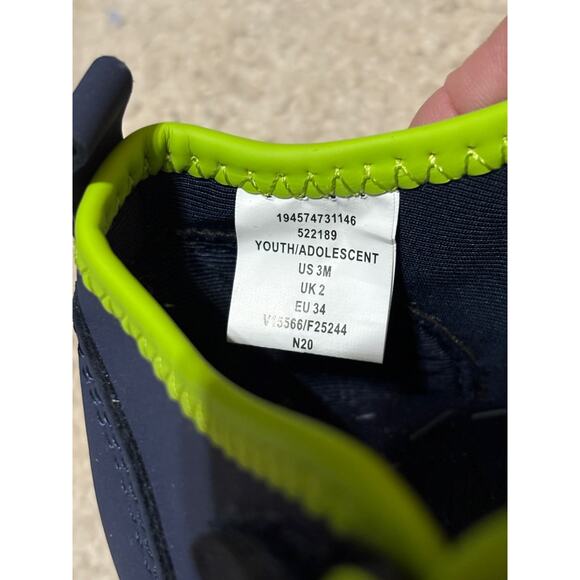 194574731146
522189
YOUTH/ADOLESCENT
US 3M
UK 2
EU 34
V15566/F25244
N20